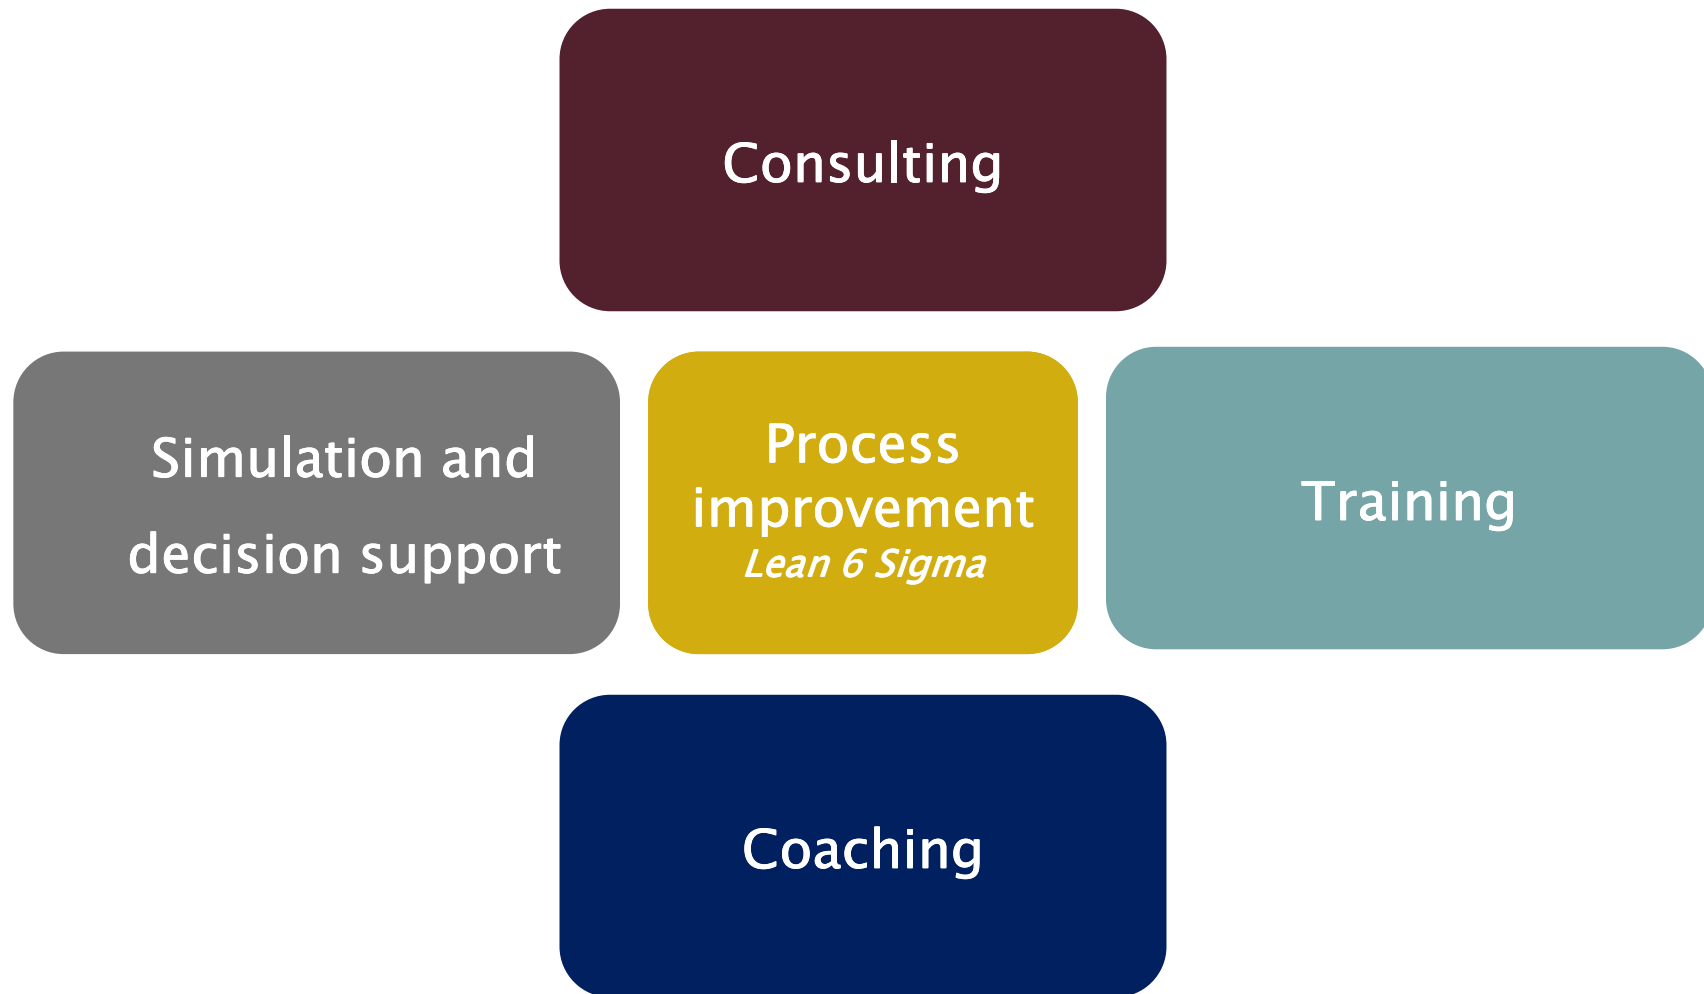 Consulting
Simulation and
decision support
Process
improvement
Lean 6 Sigma
Training
Coaching